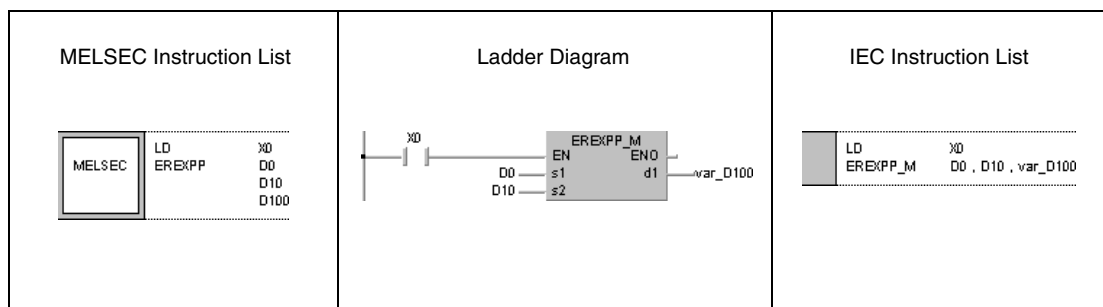 MELSEC Instruction List
MELSEC
LD X0
EREXPP D0
D10
D100
Ladder Diagram
X0
EREXPP_M
EN ENO
D0 s1 d1 var_D100
D10 s2
IEC Instruction List
LD X0
EREXPP_M D0 , D10 , var_D100